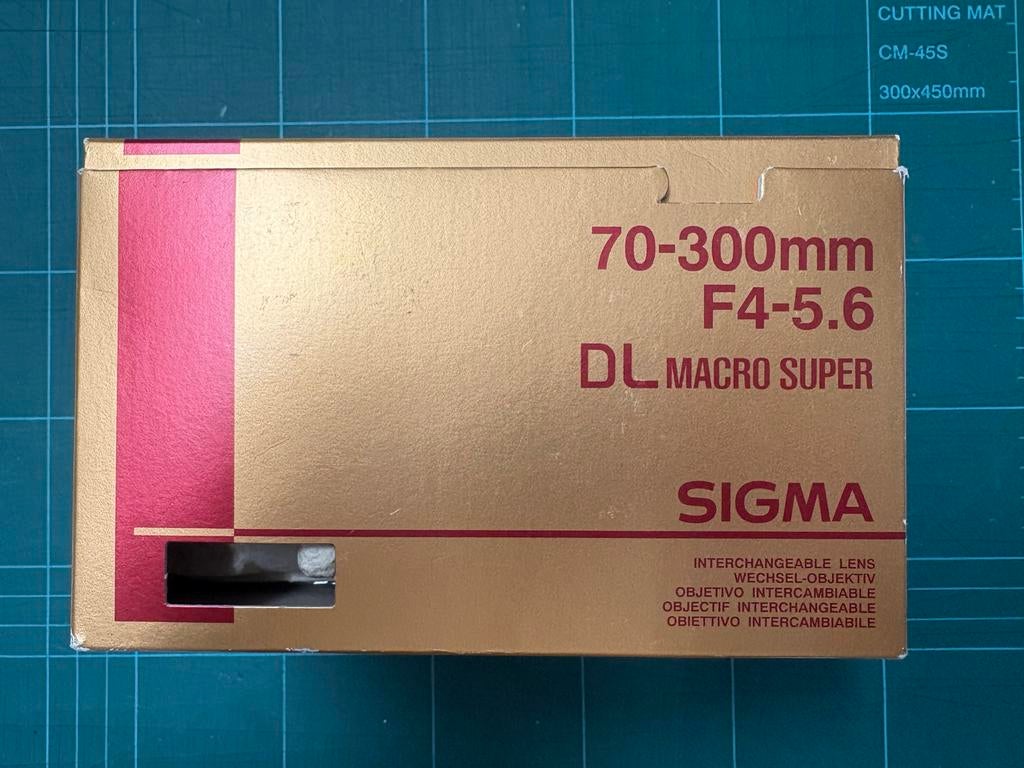 CUTTING MAT
CM-45S
300x450mm
70-300mm
F4-5.6
DL MACRO SUPER
SIGMA
INTERCHANGEABLE LENS
WECHSEL-OBJEKTIV
OBJETIVO INTERCAMBIABLE
OBJECTIF INTERCHANGEABLE
OBIETTIVO INTERCAMBIABILE